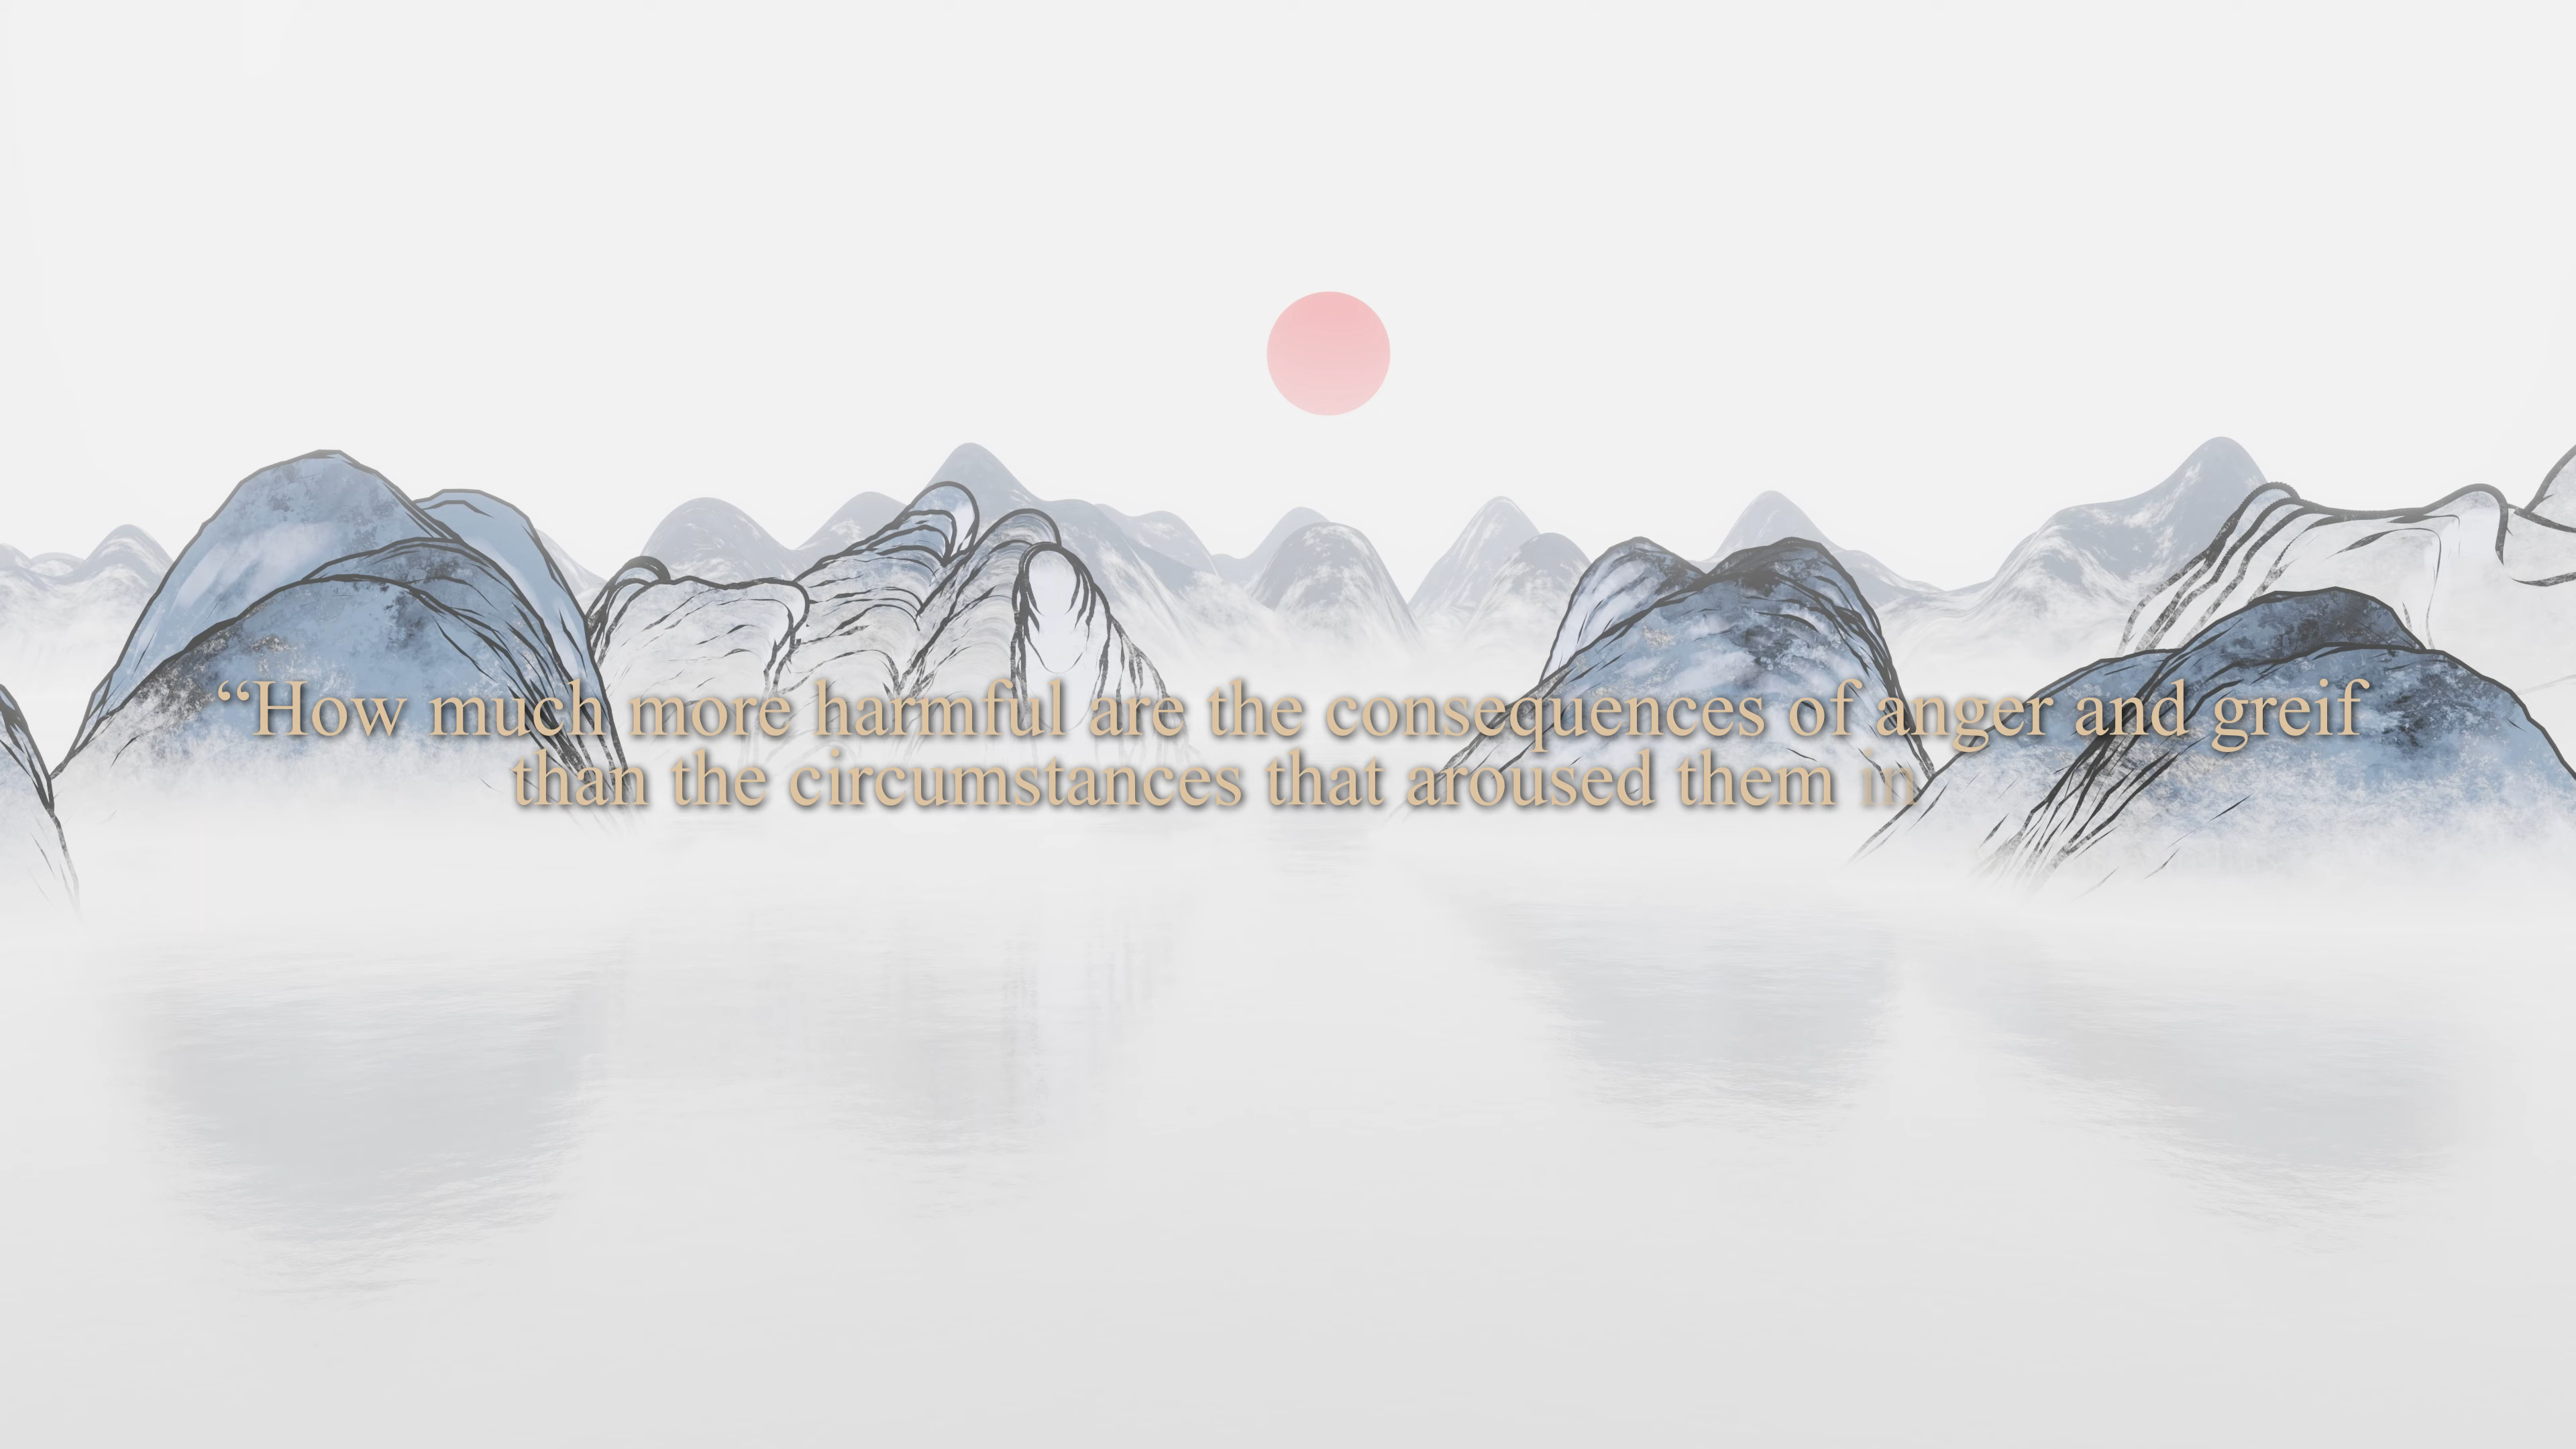 “How much more harmful are the consequences of anger and greif
than the circumstances that aroused them in